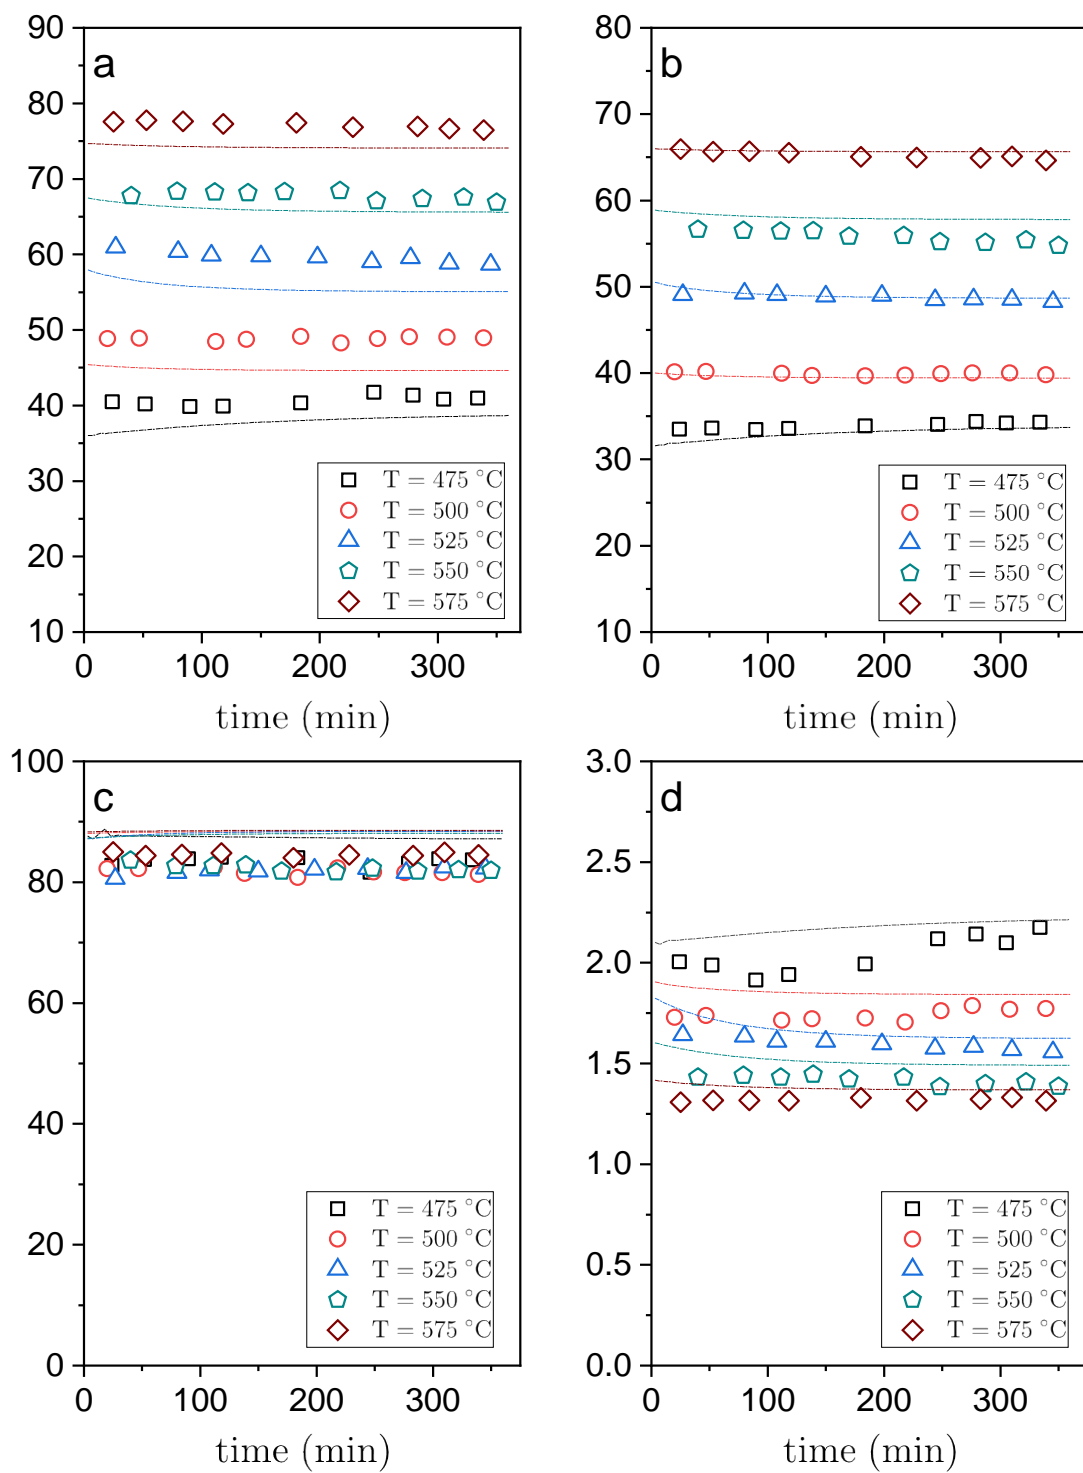 a
90
80
70
60
50
40
30
20
10
0
100
200
300
time (min)
T = 475 °C
T = 500 °C
T = 525 °C
T = 550 °C
T = 575 °C
b
80
70
60
50
40
30
20
10
0
100
200
300
time (min)
T = 475 °C
T = 500 °C
T = 525 °C
T = 550 °C
T = 575 °C
c
100
80
60
40
20
0
0
100
200
300
time (min)
T = 475 °C
T = 500 °C
T = 525 °C
T = 550 °C
T = 575 °C
d
3.0
2.5
2.0
1.5
1.0
0.5
0.0
0
100
200
300
time (min)
T = 475 °C
T = 500 °C
T = 525 °C
T = 550 °C
T = 575 °C